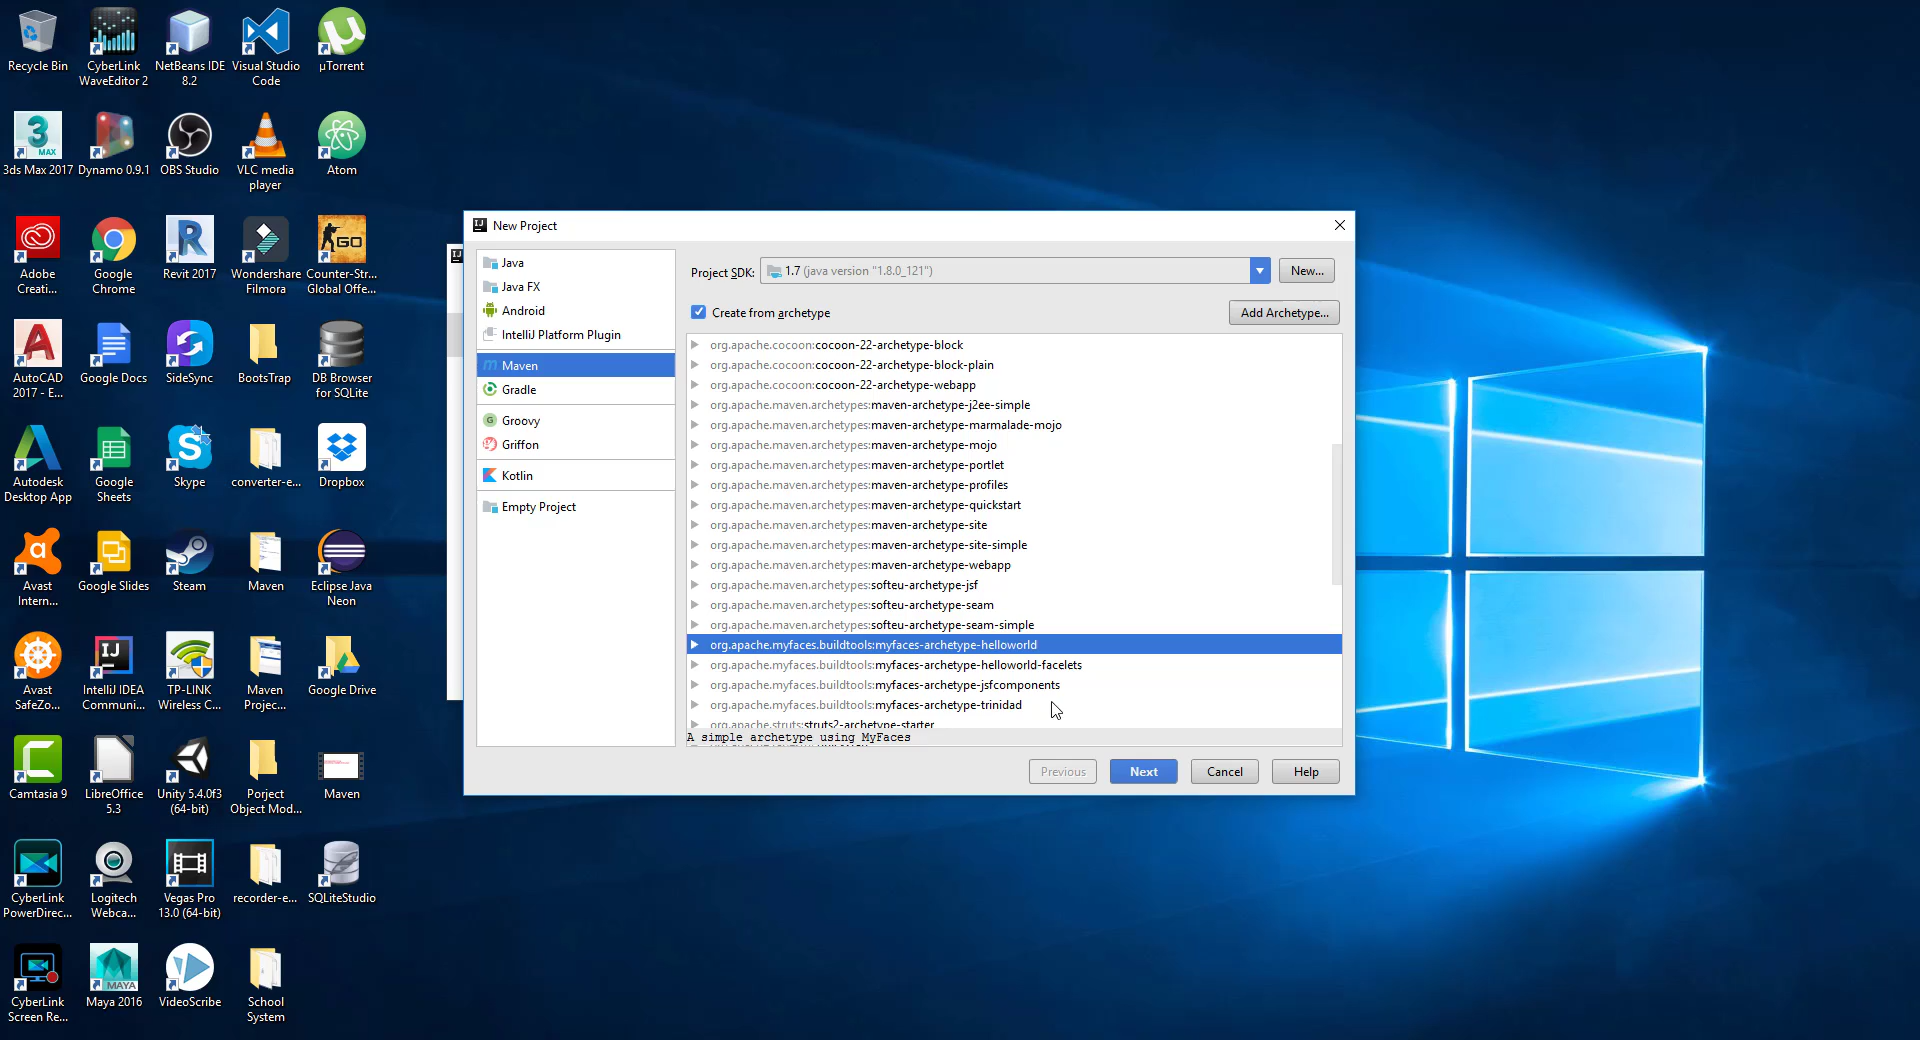 Recycle Bin
CyberLink
WaveEditor 2
NetBeans IDE
8.2
Visual Studio
Code
µTorrent
3ds Max 2017
Dynamo 0.9.1
OBS Studio
VLC media
player
Atom
Adobe
Creati...
Google
Chrome
Revit 2017
Wondershare
Filmora
Counter-Str...
Global Offe...
AutoCAD
2017 - E...
Google Docs
SideSync
BootsTrap
DB Browser
for SQLite
Autodesk
Desktop App
Google
Sheets
Skype
converter-e...
Dropbox
Avast
Intern...
Google Slides
Steam
Maven
Eclipse Java
Neon
Avast
SafeZo...
IntelliJ IDEA
Communi...
TP-LINK
Wireless C...
Maven
Projec...
Google Drive
Camtasia 9
LibreOffice
5.3
Unity 5.4.0f3
(64-bit)
Porject
Object Mod...
Maven
CyberLink
PowerDirec...
Logitech
Webca...
Vegas Pro
13.0 (64-bit)
recorder-e...
SQLiteStudio
CyberLink
Screen Re...
Maya 2016
VideoScribe
School
System
New Project
Java
Java FX
Android
IntelliJ Platform Plugin
Maven
Gradle
Groovy
Griffon
Kotlin
Empty Project
Project SDK: 1.7 (java version "1.8.0_121") New...
Create from archetype Add Archetype...
org.apache.cocoon:cocoon-22-archetype-block
org.apache.cocoon:cocoon-22-archetype-block-plain
org.apache.cocoon:cocoon-22-archetype-webapp
org.apache.maven.archetypes:maven-archetype-j2ee-simple
org.apache.maven.archetypes:maven-archetype-marmalade-mojo
org.apache.maven.archetypes:maven-archetype-mojo
org.apache.maven.archetypes:maven-archetype-portlet
org.apache.maven.archetypes:maven-archetype-profiles
org.apache.maven.archetypes:maven-archetype-quickstart
org.apache.maven.archetypes:maven-archetype-site
org.apache.maven.archetypes:maven-archetype-site-simple
org.apache.maven.archetypes:maven-archetype-webapp
org.apache.maven.archetypes:softeu-archetype-jsf
org.apache.maven.archetypes:softeu-archetype-seam
org.apache.maven.archetypes:softeu-archetype-seam-simple
org.apache.myfaces.buildtools:myfaces-archetype-helloworld
org.apache.myfaces.buildtools:myfaces-archetype-helloworld-facelets
org.apache.myfaces.buildtools:myfaces-archetype-jsfcomponents
org.apache.myfaces.buildtools:myfaces-archetype-trinidad
org.apache.struts:struts2-archetype-starter
A simple archetype using MyFaces
Previous Next Cancel Help